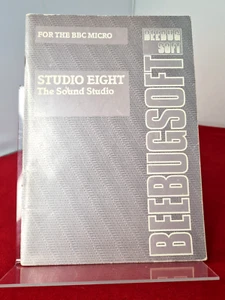 FOR THE BBC MICRO
BEEBUG
SOFT
STUDIO EIGHT
The Sound Studio
BEEBUGSOFT